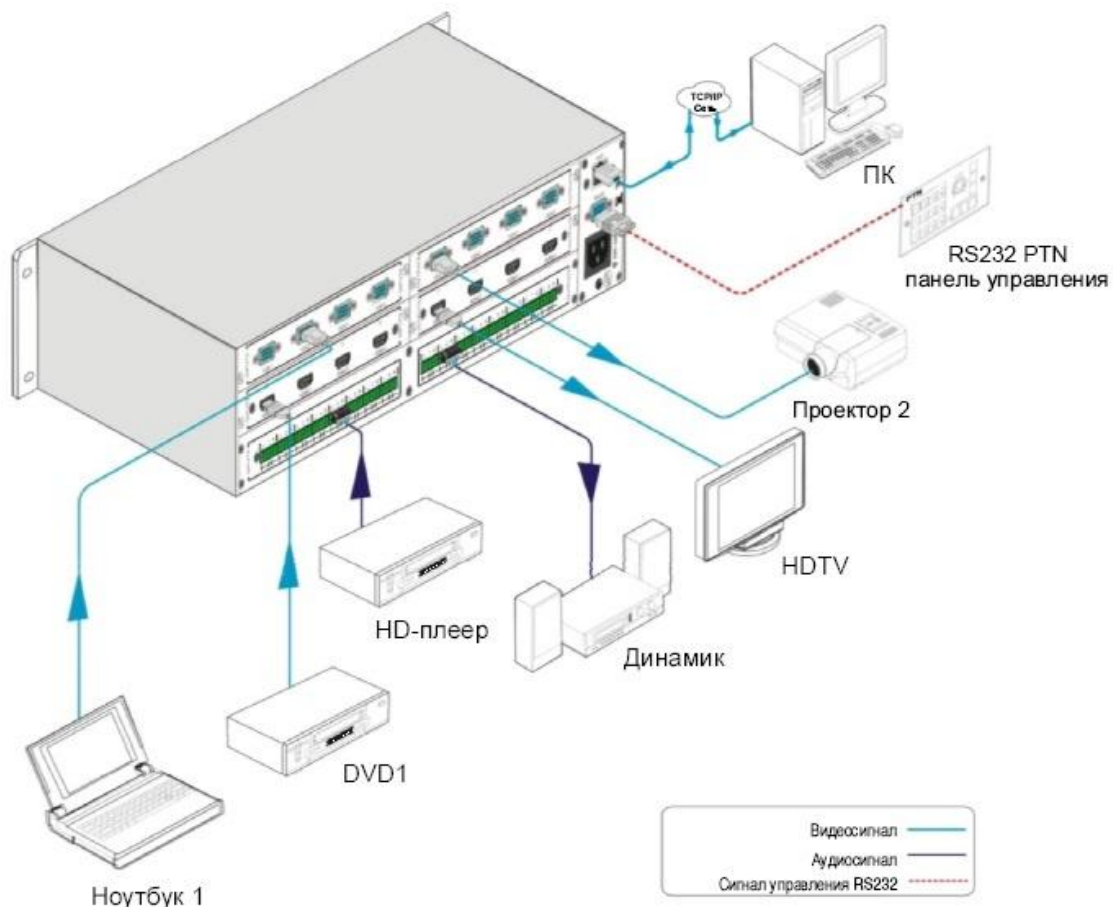 TCP/IP
Сеть
ПК
PTN
RS232 PTN
панель управления
Проектор 2
HDTV
HD-плеер
Динамик
DVD1
Ноутбук 1
Видеосигнал
Аудиосигнал
Сигнал управления RS232